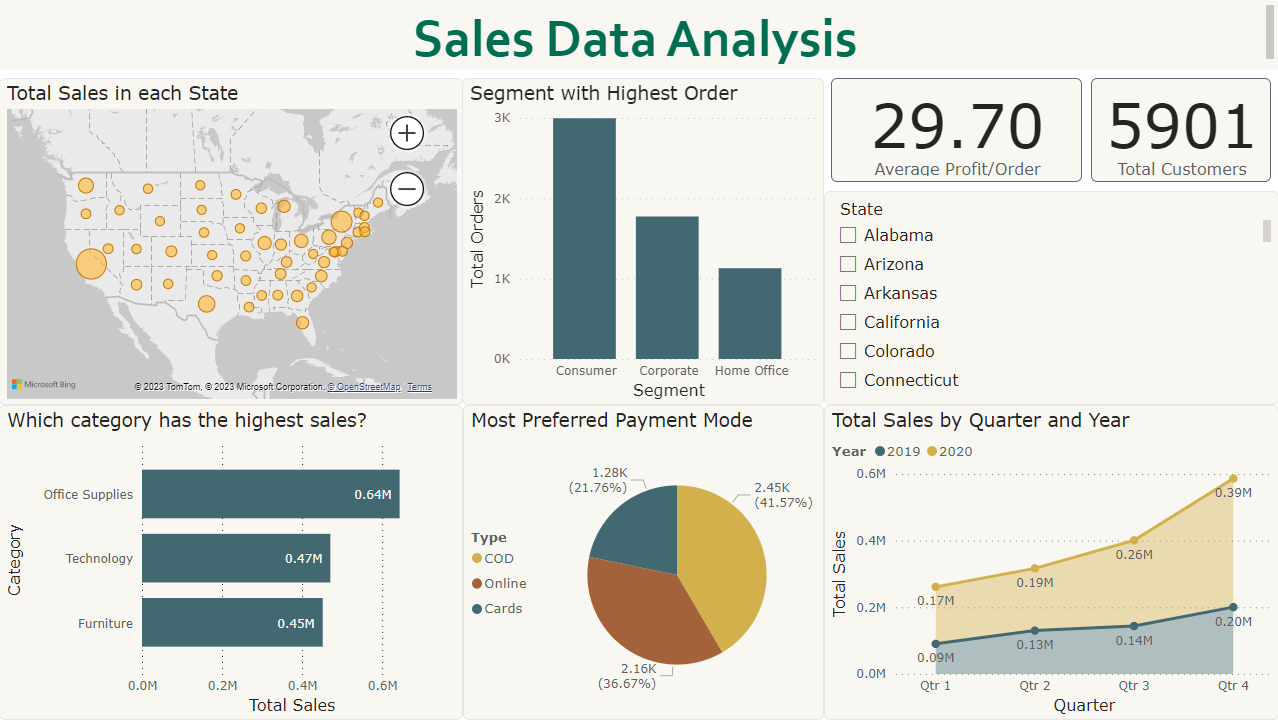 Sales Data Analysis
Total Sales in each State
+
−
Microsoft Bing
© 2023 TomTom, © 2023 Microsoft Corporation, © OpenStreetMap Terms
Segment with Highest Order
Total Orders
3K
2K
1K
0K
Consumer Corporate Home Office
Segment
29.70
Average Profit/Order
5901
Total Customers
State
Alabama
Arizona
Arkansas
California
Colorado
Connecticut
Which category has the highest sales?
Category
Office Supplies 0.64M
Technology 0.47M
Furniture 0.45M
0.0M 0.2M 0.4M 0.6M
Total Sales
Most Preferred Payment Mode
Type
COD
Online
Cards
1.28K
(21.76%)
2.45K
(41.57%)
2.16K
(36.67%)
Total Sales by Quarter and Year
Year 2019 2020
Total Sales
0.6M
0.4M
0.2M
0.0M
0.17M 0.19M 0.26M 0.39M
0.09M 0.13M 0.14M 0.20M
Qtr 1 Qtr 2 Qtr 3 Qtr 4
Quarter